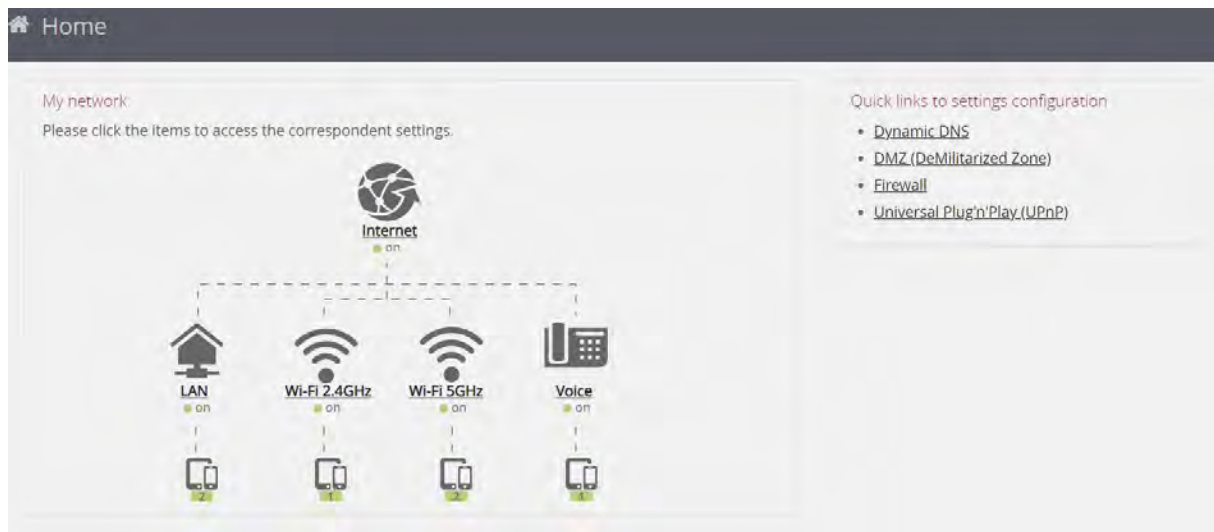 Home
My network
Please click the items to access the correspondent settings.
Internet
on
LAN
on
Wi-Fi 2.4GHz
on
Wi-Fi 5GHz
on
Voice
on
2
1
Quick links to settings configuration
Dynamic DNS
DMZ (DeMilitarized Zone)
Firewall
Universal Plug'n'Play (UPnP)